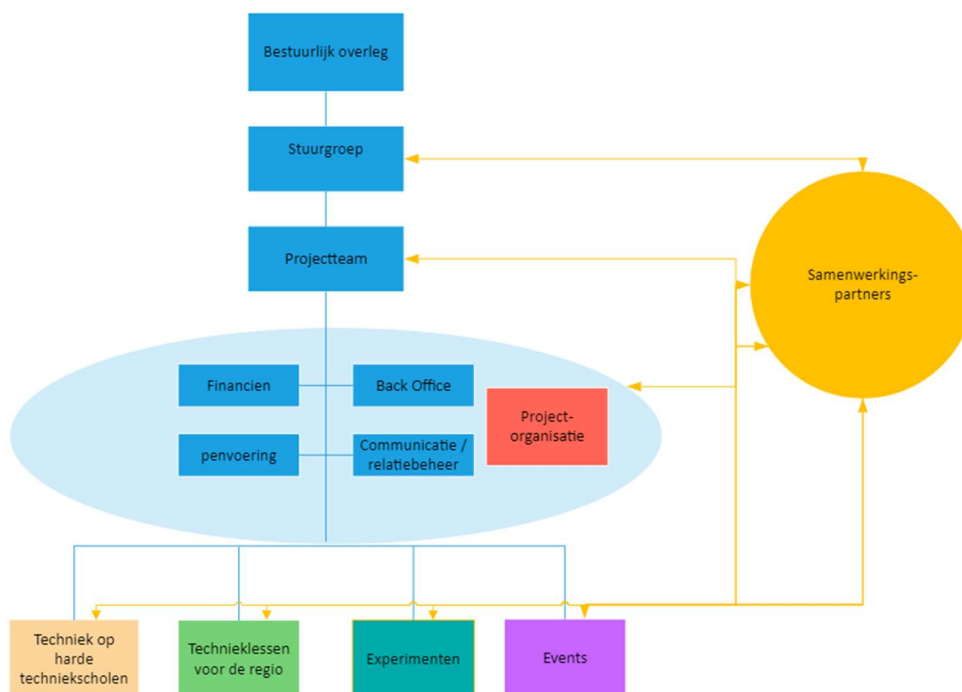 Bestuurlijk overleg
Stuurgroep
Projectteam
Samenwerkings-
partners
Financien
Back Office
Project-
organisatie
penvoering
Communicatie /
relatiebeheer
Techniek op
harde
techniekscholen
Technieklessen
voor de regio
Experimenten
Events